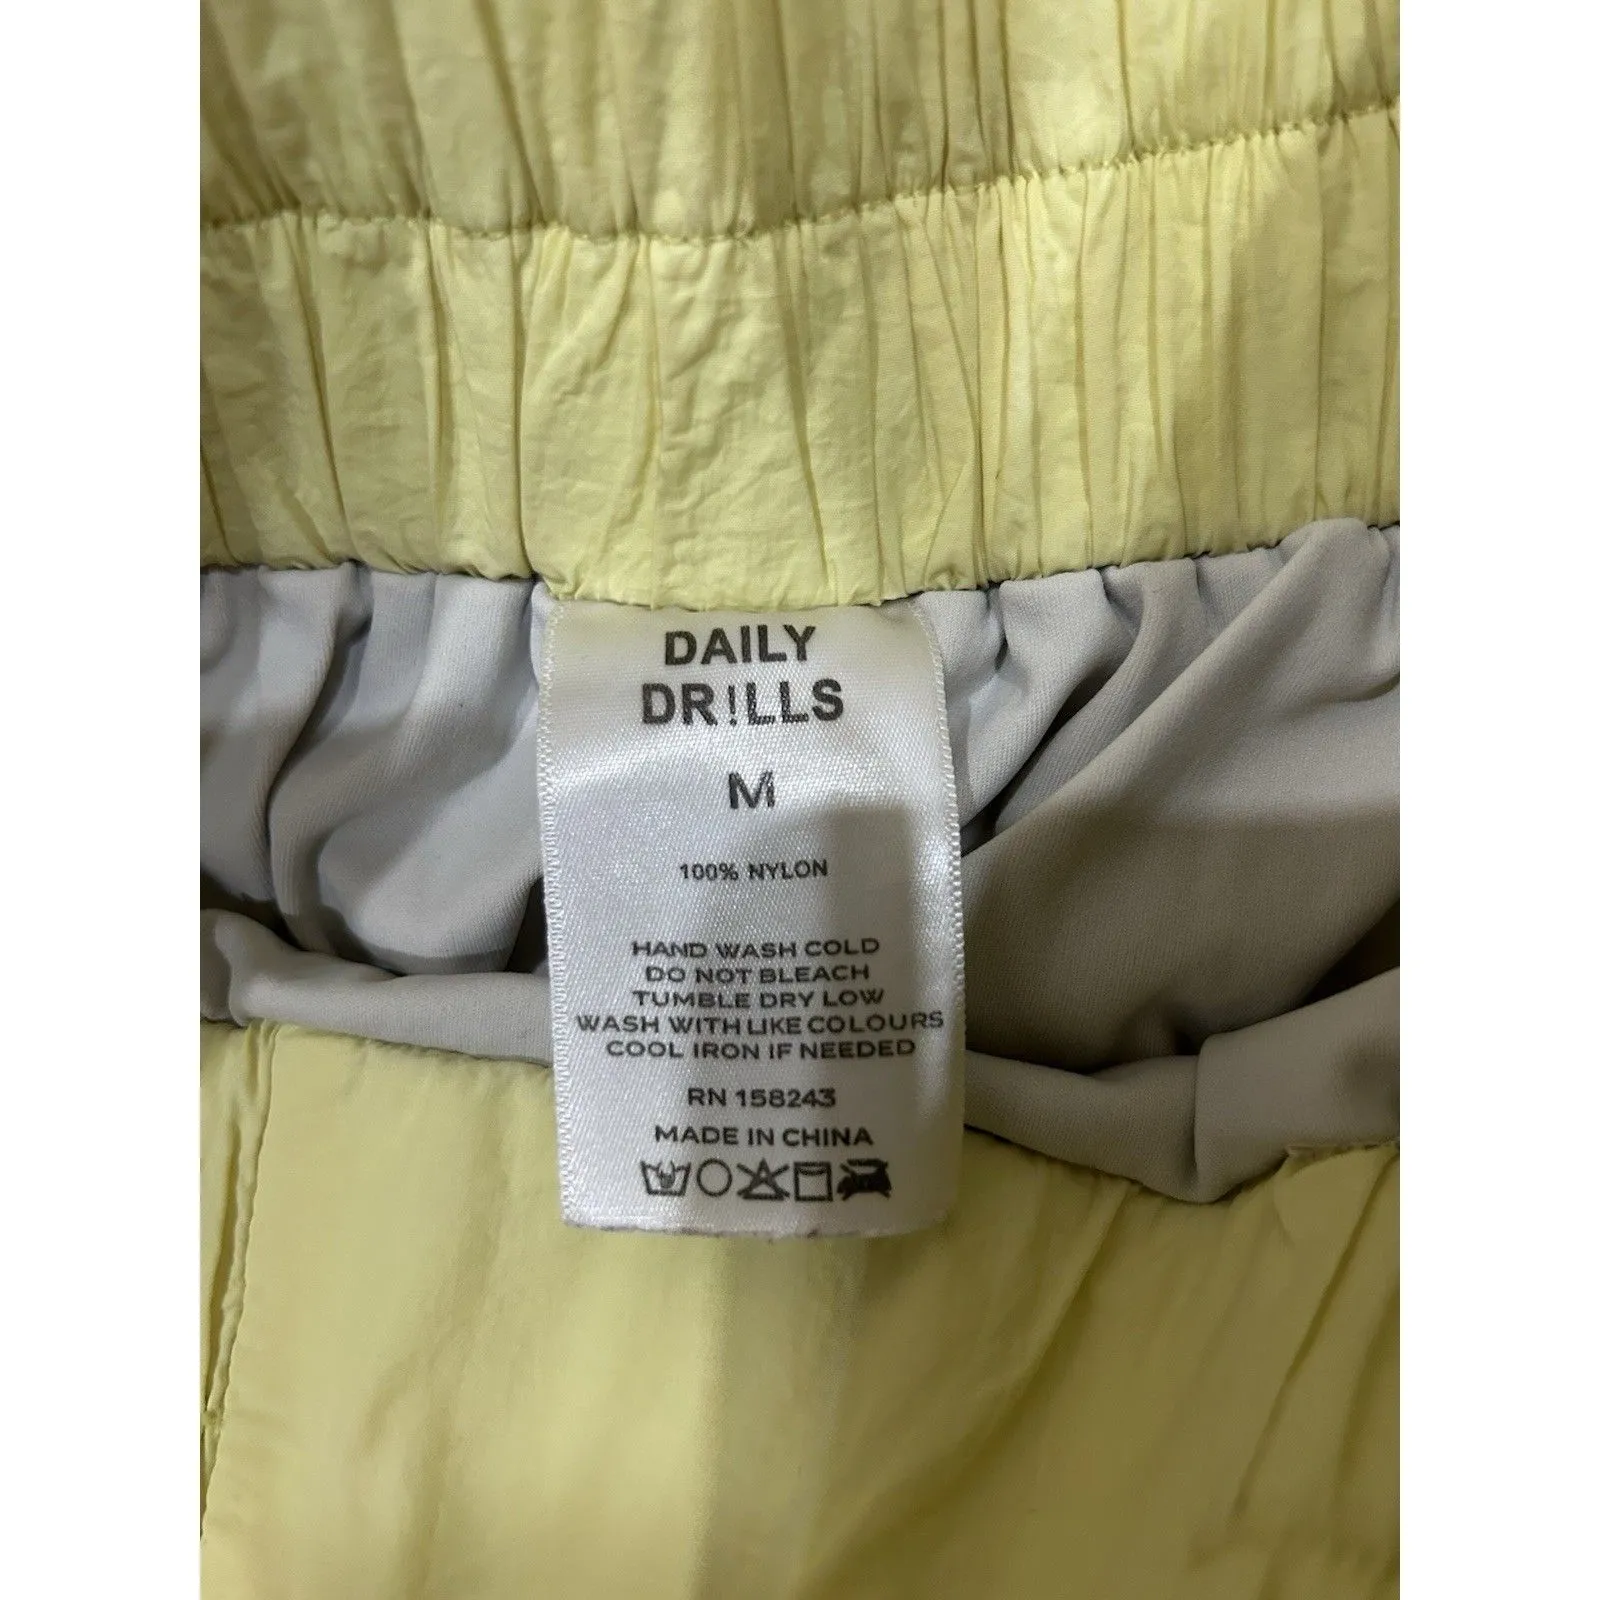 DAILY
DR!LLS
M
100% NYLON
HAND WASH COLD
DO NOT BLEACH
TUMBLE DRY LOW
WASH WITH LIKE COLOURS
COOL IRON IF NEEDED
RN 158243
MADE IN CHINA